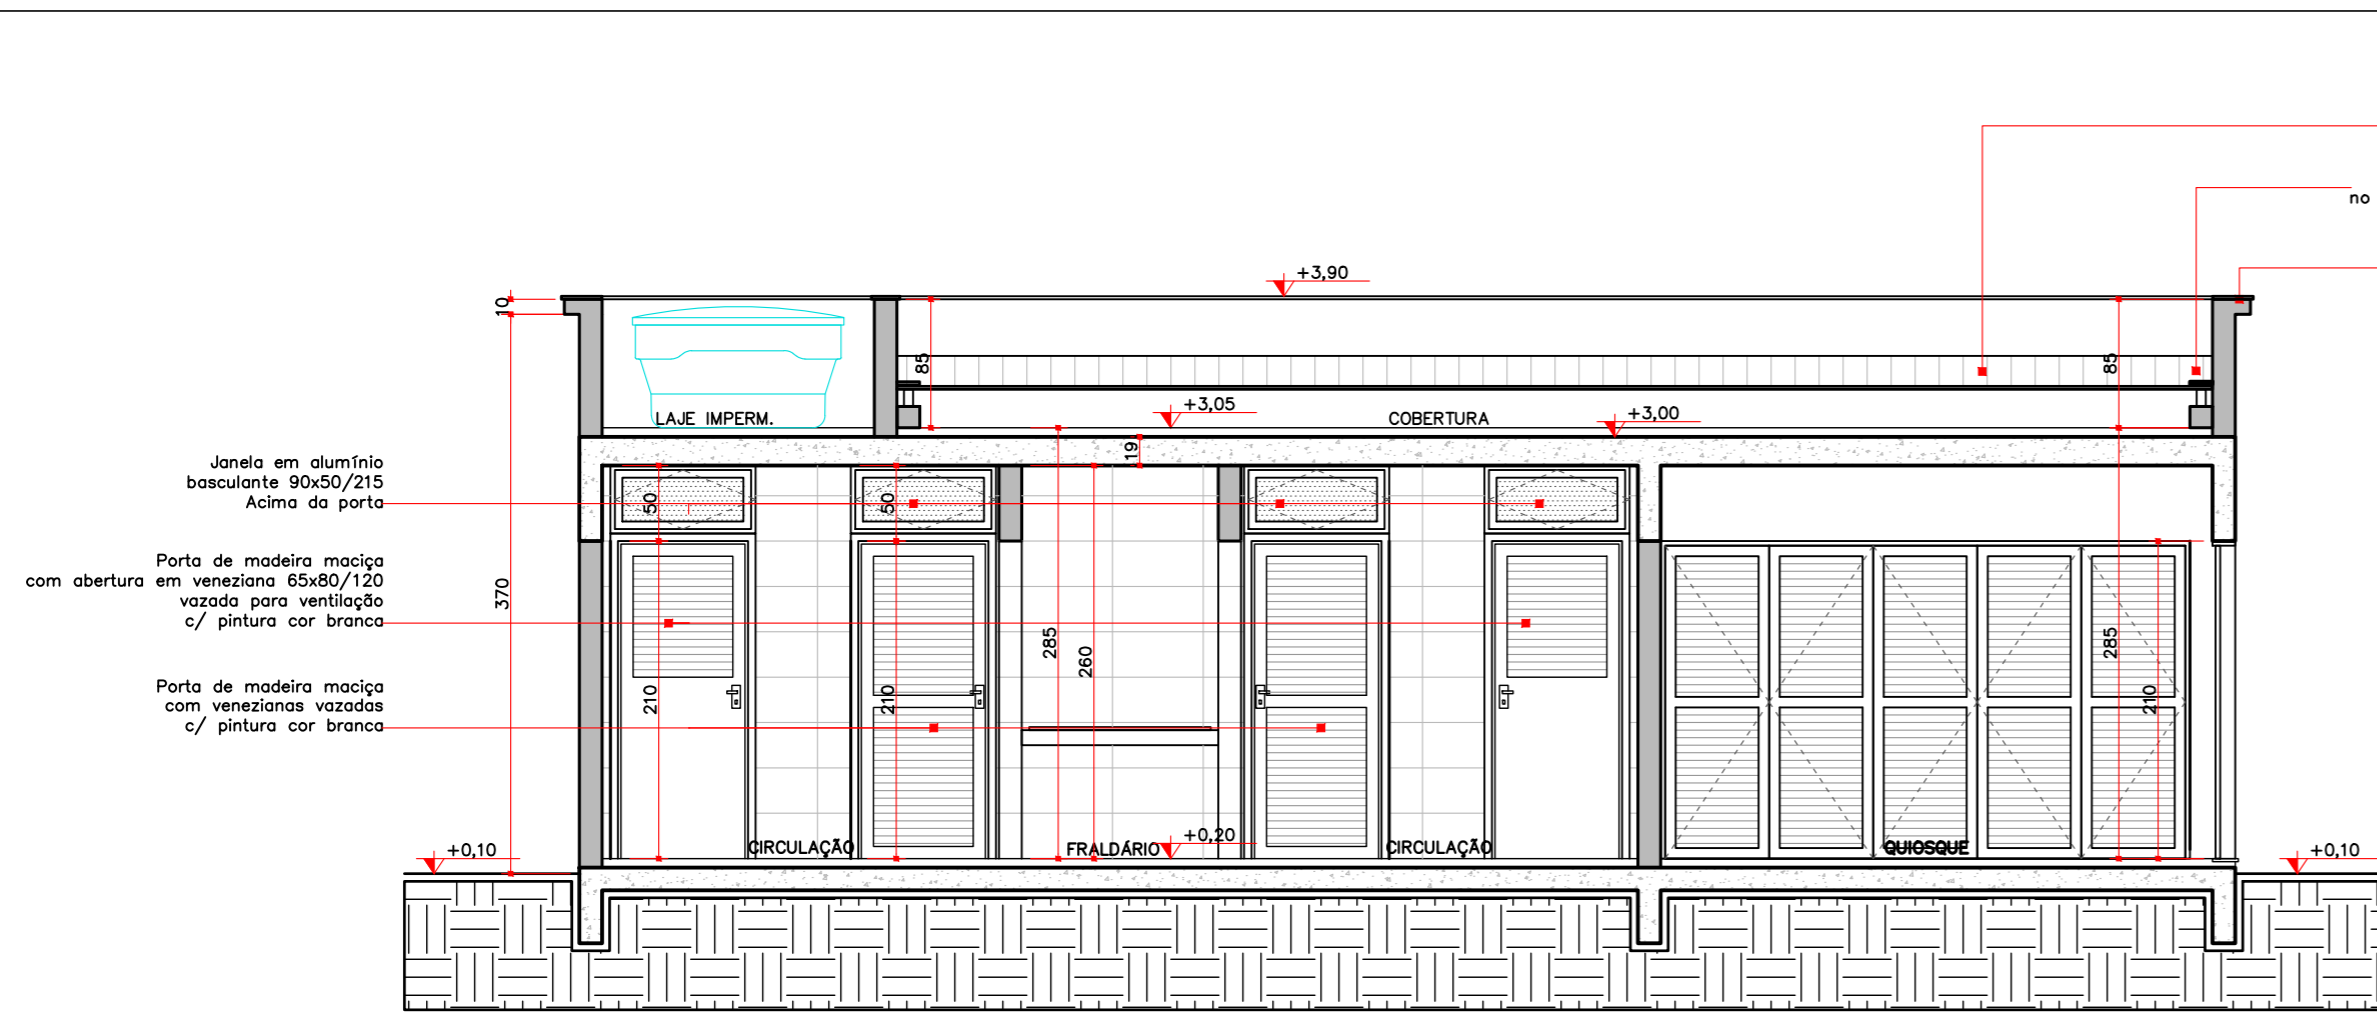 no
+3,90
10
85
85
+3,05
+3,00
LAJE IMPERM.
COBERTURA
19
Janela em alumínio
basculante 90x50/215
Acima da porta
50
50
Porta de madeira maciça
com abertura em veneziana 65x80/120
vazada para ventilação
c/ pintura cor branca
370
285
260
285
Porta de madeira maciça
com venezianas vazadas
c/ pintura cor branca
210
210
210
+0,10
CIRCULAÇÃO
FRALDÁRIO
+0,20
CIRCULAÇÃO
QUIOSQUE
+0,10